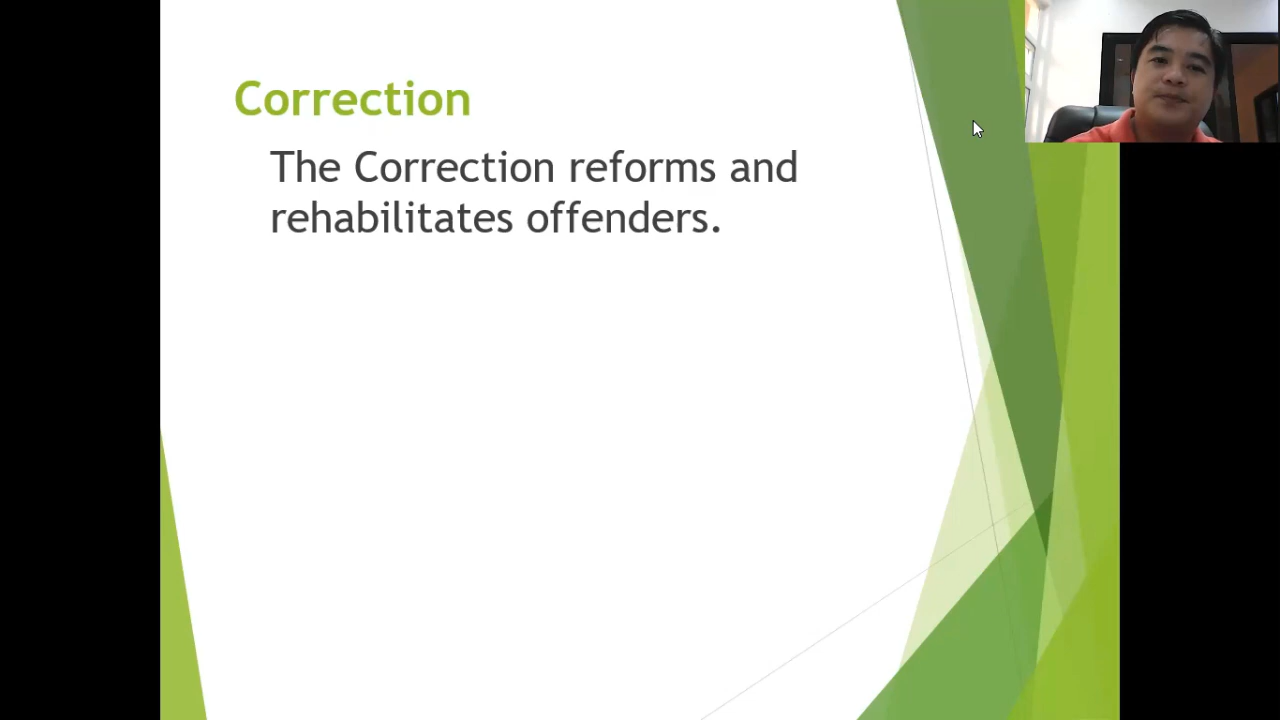 Correction
The Correction reforms and
rehabilitates offenders.